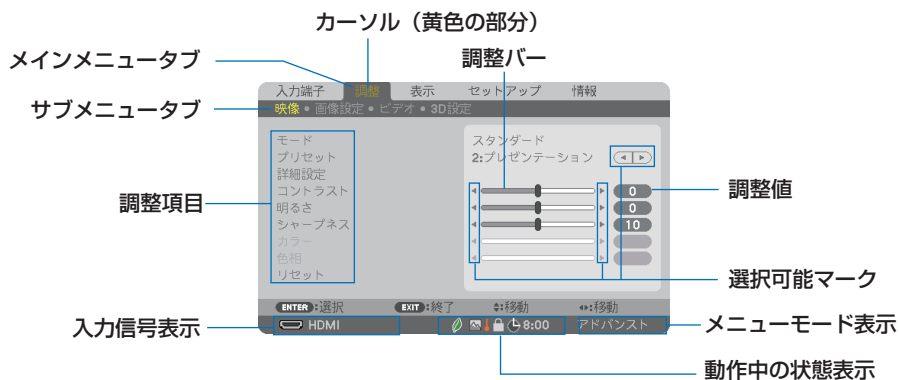 カーソル（黄色の部分）
メインメニュータブ
調整バー
入力端子 調整 表示 セットアップ 情報
サブメニュータブ
映像 • 画像設定 • ビデオ • 3D設定
モード スタンダード
プリセット 2:プレゼンテーション
詳細設定
コントラスト 0
調整値
明るさ 0
調整項目
シャープネス 10
カラー
色相
リセット
選択可能マーク
ENTER:選択 EXIT:終了 :移動 :移動
入力信号表示
HDMI 8:00 アドバンスト
メニューモード表示
動作中の状態表示